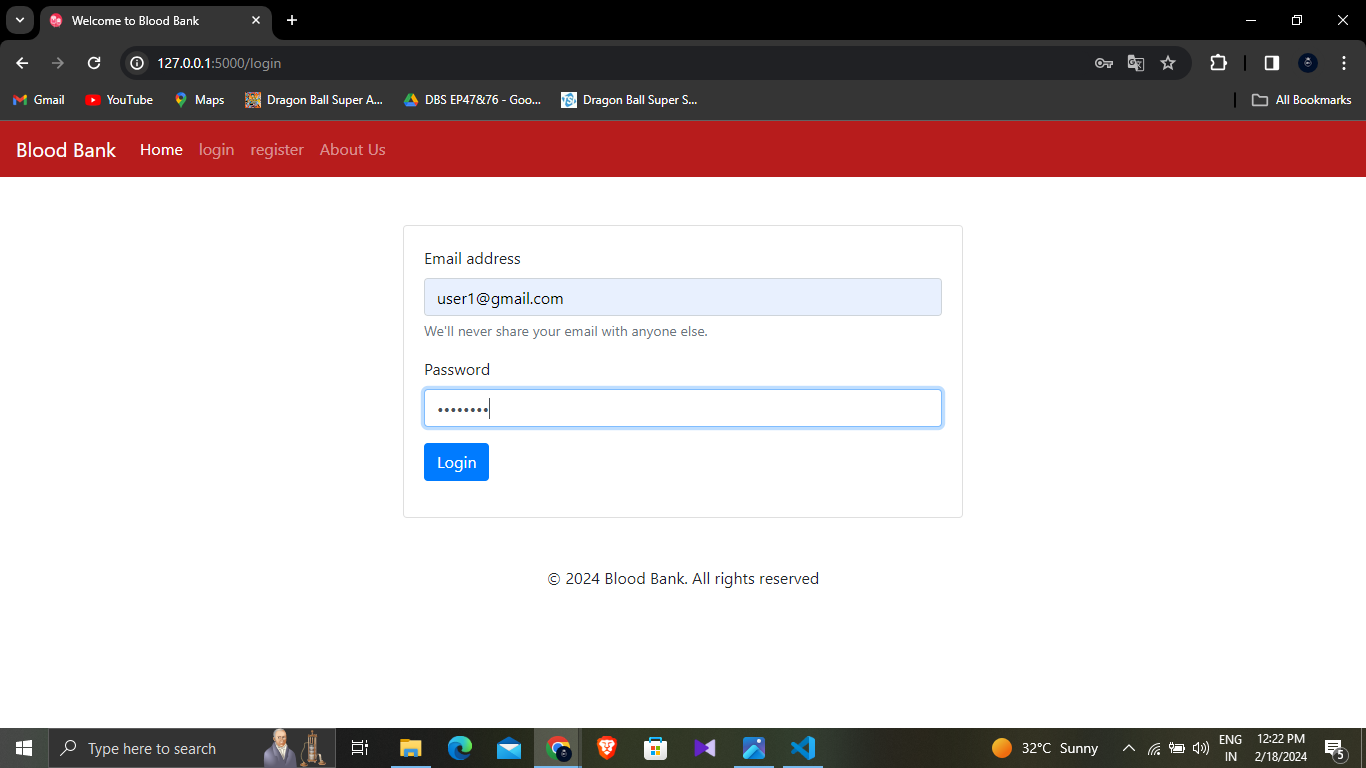 Welcome to Blood Bank
127.0.0.1:5000/login
Gmail YouTube Maps Dragon Ball Super A... DBS EP47&76 - Goo... Dragon Ball Super S... All Bookmarks
Blood Bank Home login register About Us
Email address
user1@gmail.com
We'll never share your email with anyone else.
Password
••••••••
Login
© 2024 Blood Bank. All rights reserved
Type here to search
32°C Sunny
ENG
IN
12:22 PM
2/18/2024
5